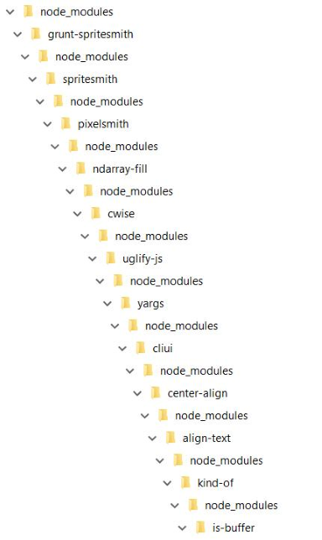 node_modules
grunt-spritesmith
node_modules
spritesmith
node_modules
pixelsmith
node_modules
ndarray-fill
node_modules
cwise
node_modules
uglify-js
node_modules
yargs
node_modules
cliui
node_modules
center-align
node_modules
align-text
node_modules
kind-of
node_modules
is-buffer